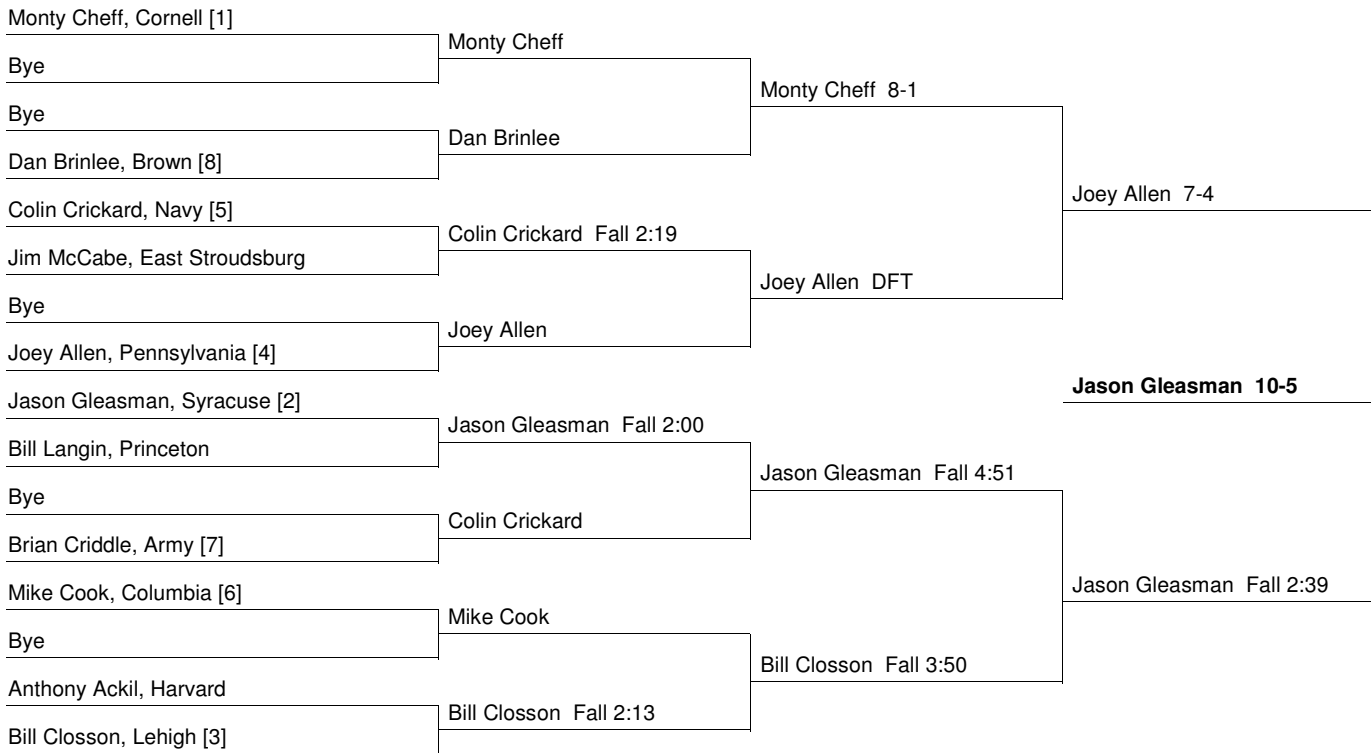 Monty Cheff, Cornell [1]
Bye
Bye
Dan Brinlee, Brown [8]
Colin Crickard, Navy [5]
Jim McCabe, East Stroudsburg
Bye
Joey Allen, Pennsylvania [4]
Jason Gleasman, Syracuse [2]
Bill Langin, Princeton
Bye
Brian Criddle, Army [7]
Mike Cook, Columbia [6]
Bye
Anthony Ackil, Harvard
Bill Closson, Lehigh [3]
Monty Cheff
Dan Brinlee
Colin Crickard Fall 2:19
Joey Allen
Jason Gleasman Fall 2:00
Colin Crickard
Mike Cook
Bill Closson Fall 2:13
Monty Cheff 8-1
Joey Allen DFT
Jason Gleasman Fall 4:51
Bill Closson Fall 3:50
Joey Allen 7-4
Jason Gleasman 10-5
Jason Gleasman Fall 2:39